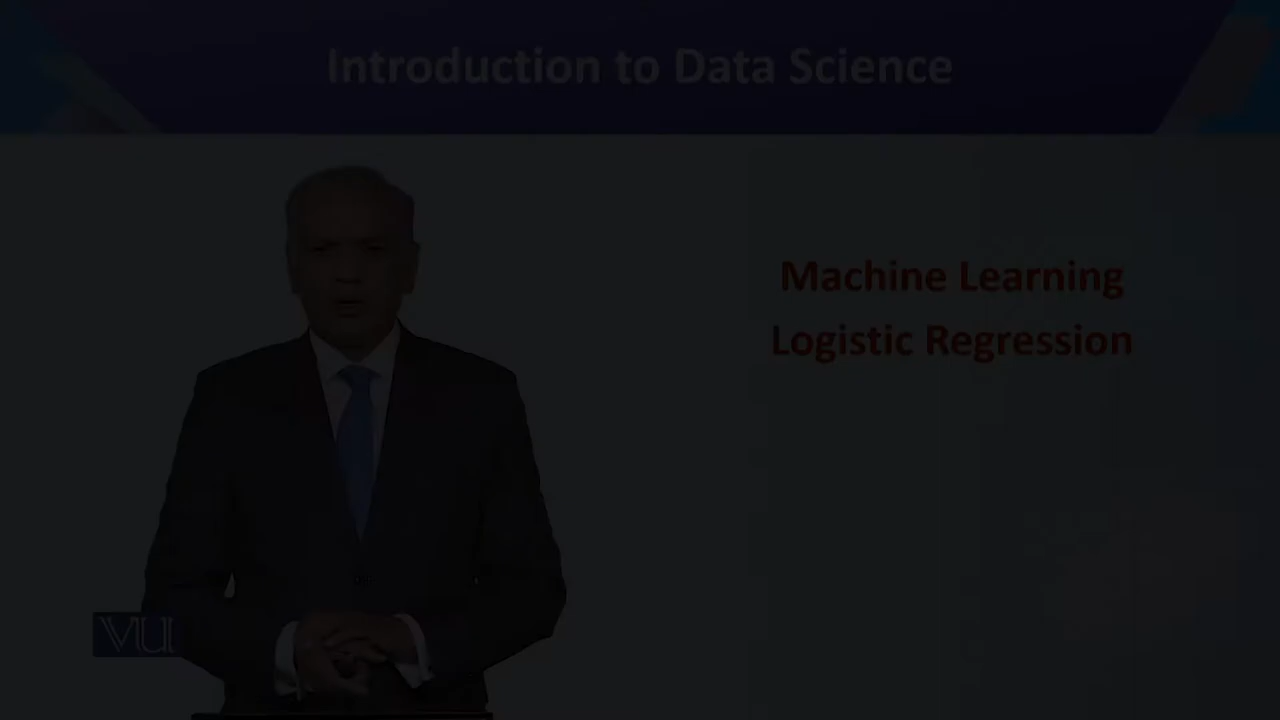 Introduction to Data Science
Machine Learning
Logistic Regression
VU